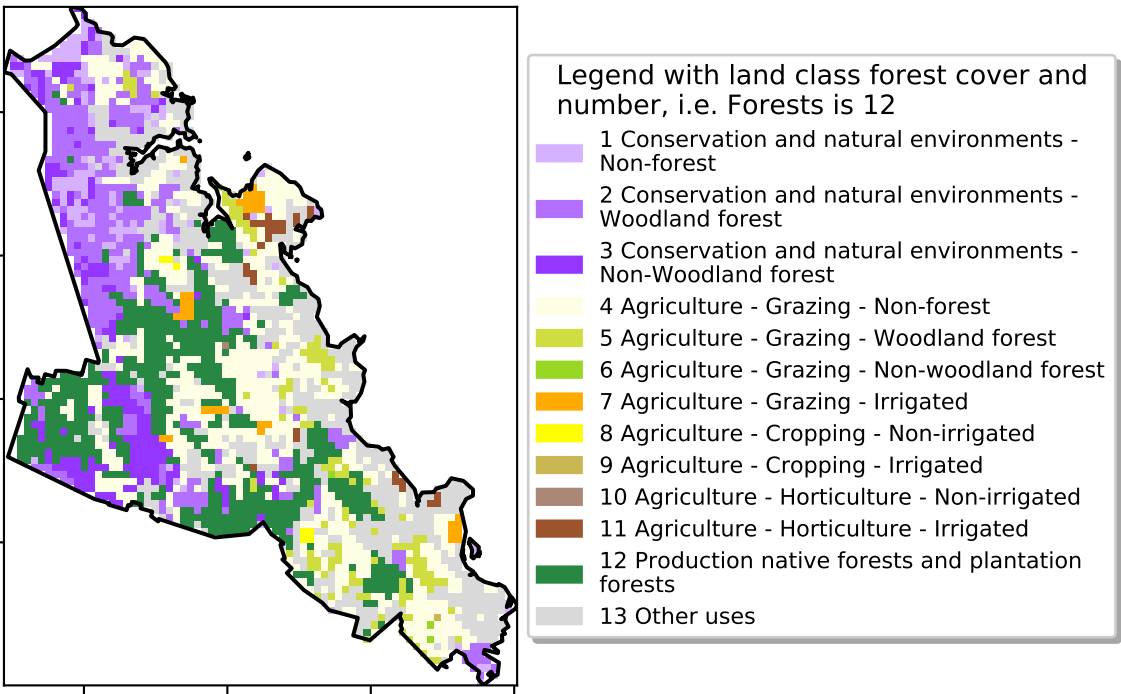 Legend with land class forest cover and
number, i.e. Forests is 12
1 Conservation and natural environments -
Non-forest
2 Conservation and natural environments -
Woodland forest
3 Conservation and natural environments -
Non-Woodland forest
4 Agriculture - Grazing - Non-forest
5 Agriculture - Grazing - Woodland forest
6 Agriculture - Grazing - Non-woodland forest
7 Agriculture - Grazing - Irrigated
8 Agriculture - Cropping - Non-irrigated
9 Agriculture - Cropping - Irrigated
10 Agriculture - Horticulture - Non-irrigated
11 Agriculture - Horticulture - Irrigated
12 Production native forests and plantation
forests
13 Other uses